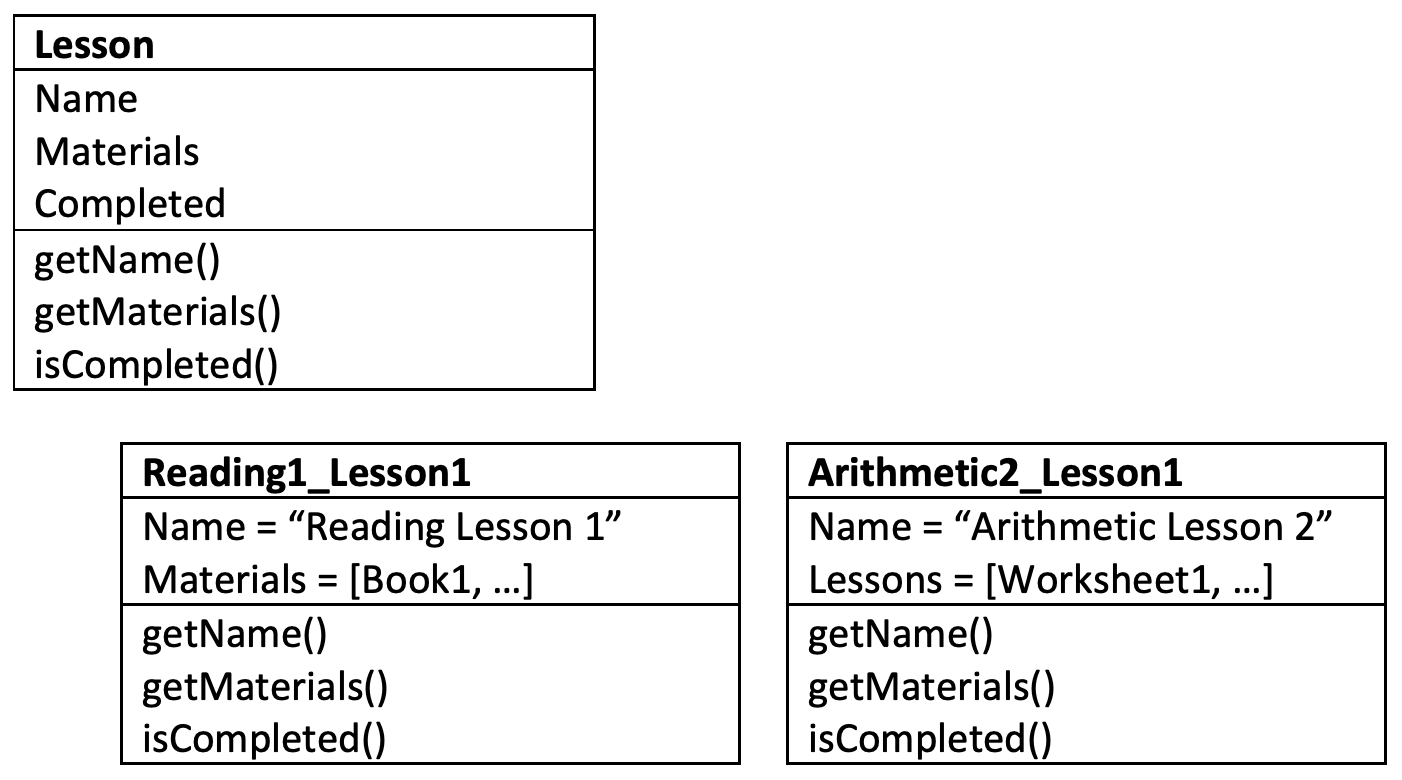 Lesson
Name
Materials
Completed
getName()
getMaterials()
isCompleted()
Reading1_Lesson1
Name = “Reading Lesson 1”
Materials = [Book1, …]
getName()
getMaterials()
isCompleted()
Arithmetic2_Lesson1
Name = “Arithmetic Lesson 2”
Lessons = [Worksheet1, …]
getName()
getMaterials()
isCompleted()